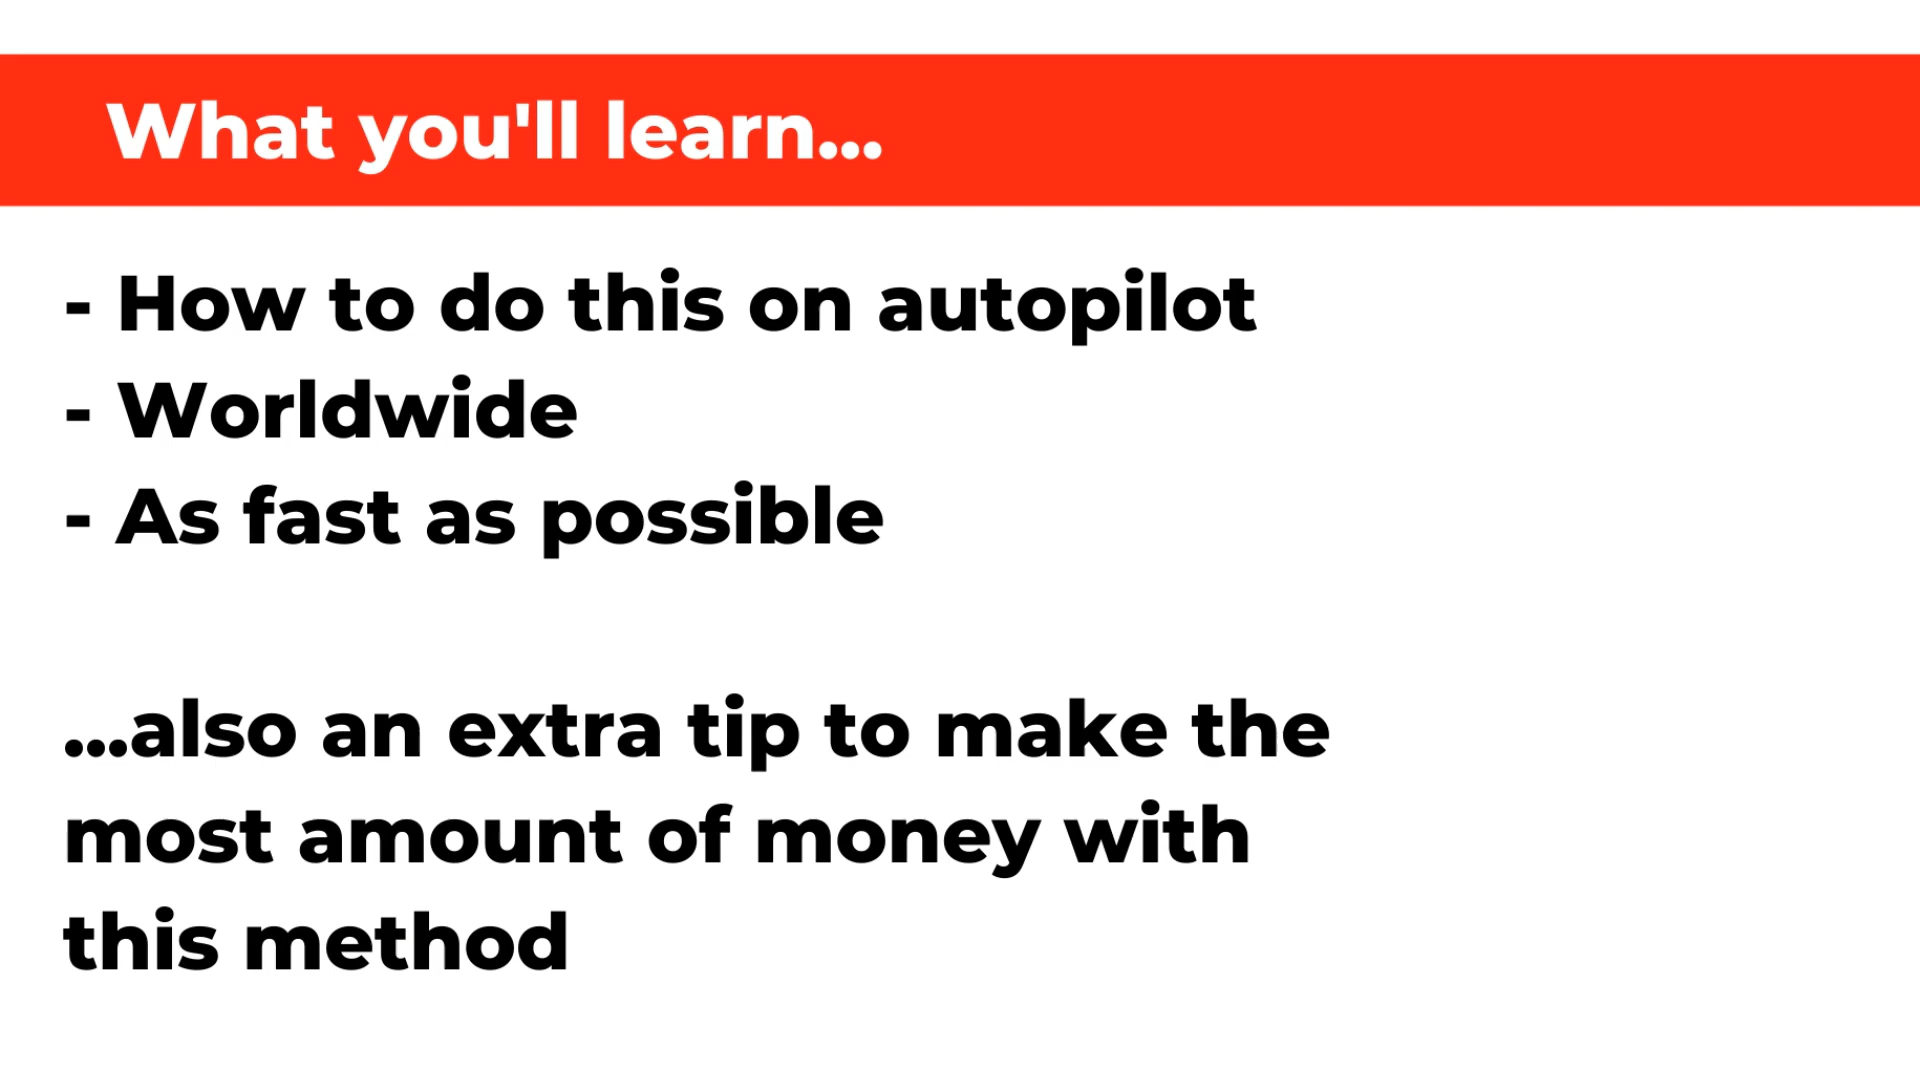 What you'll learn...
- How to do this on autopilot
- Worldwide
- As fast as possible
...also an extra tip to make the
most amount of money with
this method